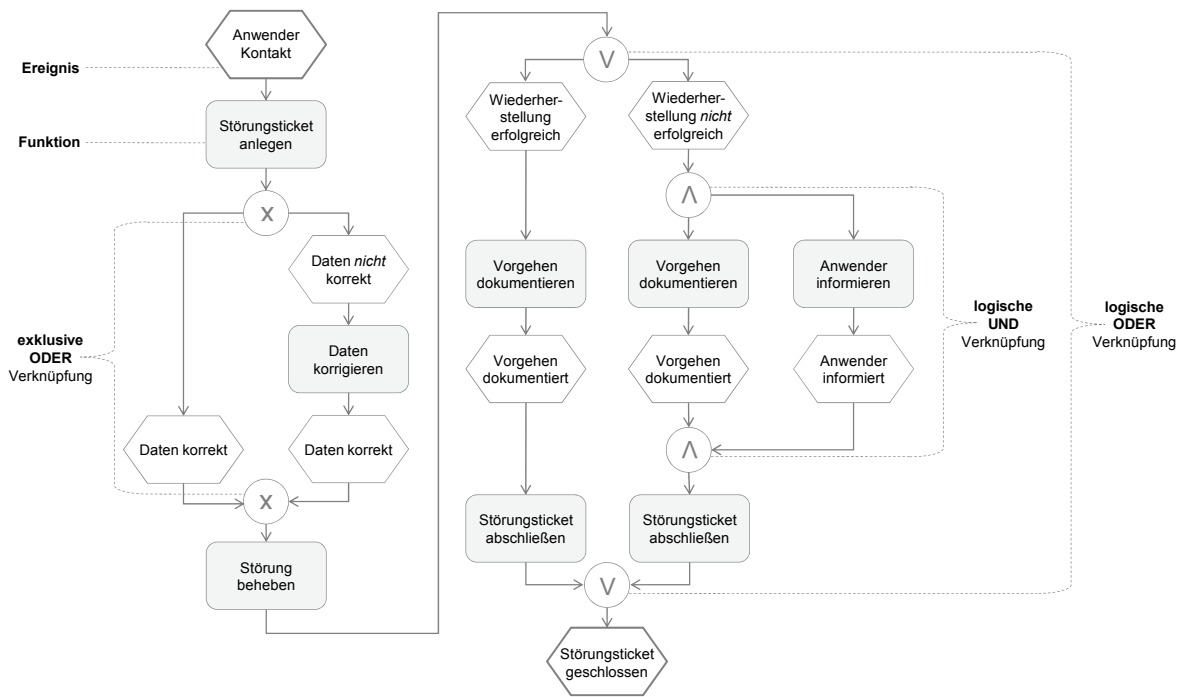 Anwender
Kontakt
Ereignis
Störungsticket
anlegen
Funktion
X
Daten nicht
korrekt
exklusive
ODER
Verknüpfung
Daten
korrigieren
Daten korrekt
Daten korrekt
X
Störung
beheben
V
Wiederher-
stellung
erfolgreich
Wiederher-
stellung nicht
erfolgreich
Λ
Vorgehen
dokumentieren
Vorgehen
dokumentieren
Anwender
informieren
Vorgehen
dokumentiert
Vorgehen
dokumentiert
Anwender
informiert
Λ
Störungsticket
abschließen
Störungsticket
abschließen
V
Störungsticket
geschlossen
logische
UND
Verknüpfung
logische
ODER
Verknüpfung